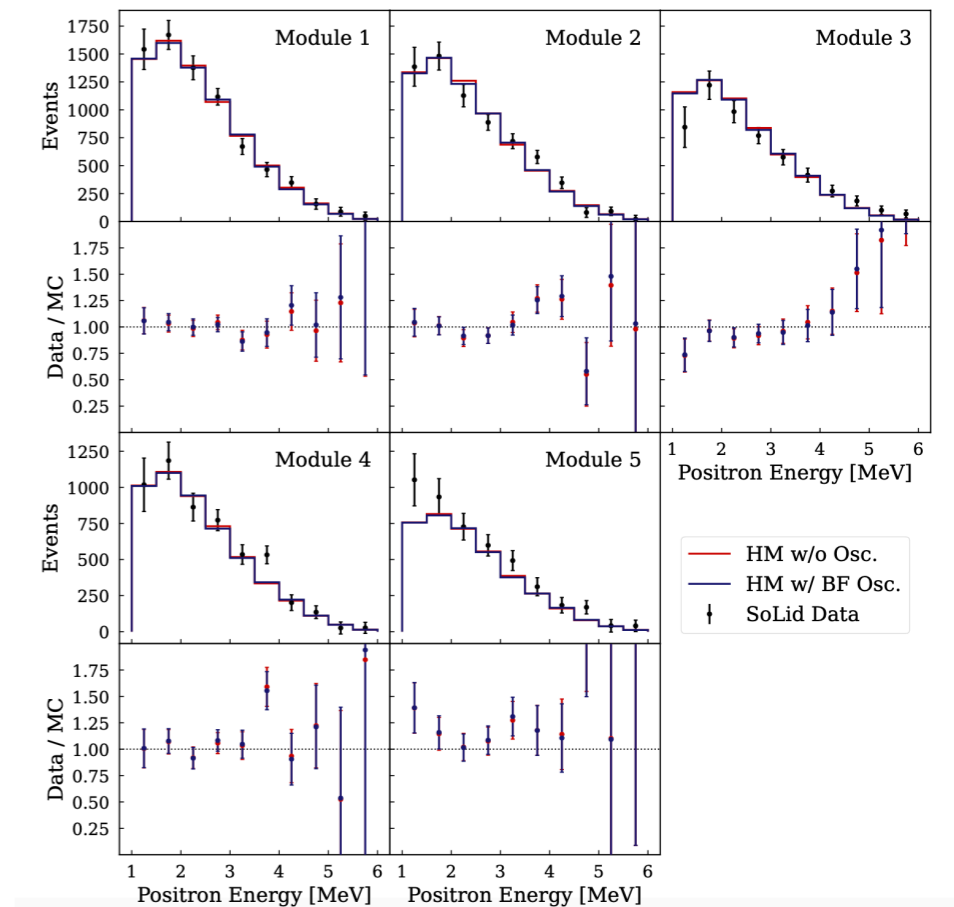 Module 1
Module 2
Module 3
Events
1750
1500
1250
1000
750
500
250
0
Data / MC
1.75
1.50
1.25
1.00
0.75
0.50
0.25
1 2 3 4 5 6
Positron Energy [MeV]
Module 4
Module 5
Events
1250
1000
750
500
250
0
HM w/o Osc.
HM w/ BF Osc.
SoLid Data
Data / MC
1.75
1.50
1.25
1.00
0.75
0.50
0.25
1 2 3 4 5 6
Positron Energy [MeV]
1 2 3 4 5 6
Positron Energy [MeV]